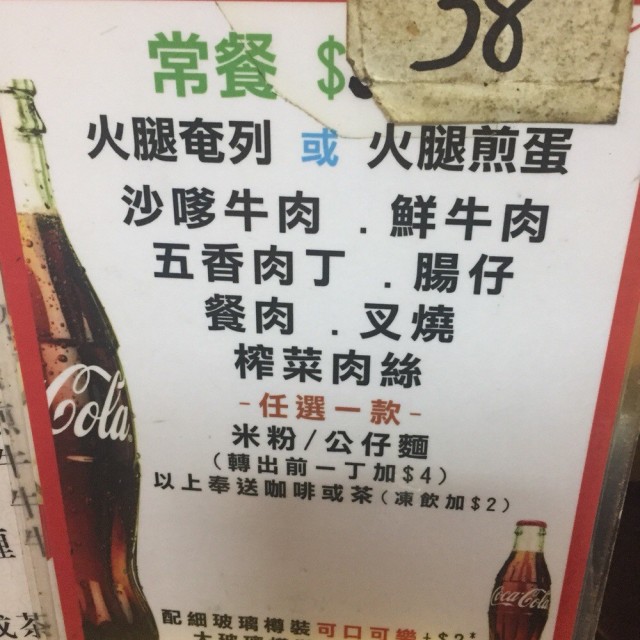 38
常餐 $
火腿奄列 或 火腿煎蛋
沙嗲牛肉 . 鮮牛肉
五香肉丁 . 腸仔
餐肉 . 叉燒
榨菜肉絲
-任選一款-
米粉/公仔麵
(轉出前一丁加$4)
以上奉送咖啡或茶(凍飲加$2)
Cola
Coca-Cola
配細玻璃樽裝可口可樂+$